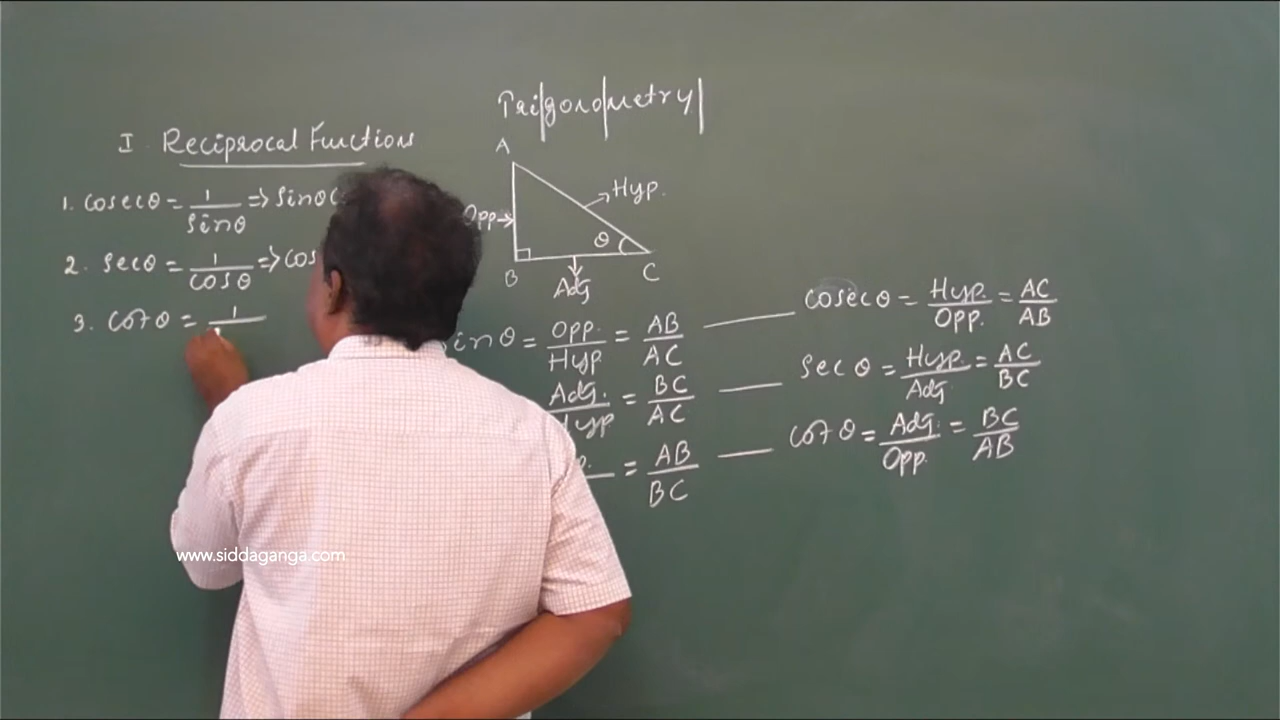 Trigonometry
I. Reciprocal Functions
1. Cosecθ = 1/Sinθ => Sinθ
2. Secθ = 1/Cosθ => Cos
3. Cotθ = 1/
A
Hyp.
Opp
θ
B
C
Adj
Sinθ = Opp./Hyp = AB/AC
Cosecθ = Hyp./Opp. = AC/AB
Adj./Hyp = BC/AC
Secθ = Hyp/Adj = AC/BC
= AB/BC
Cotθ = Adj./Opp. = BC/AB
www.siddaganga.com